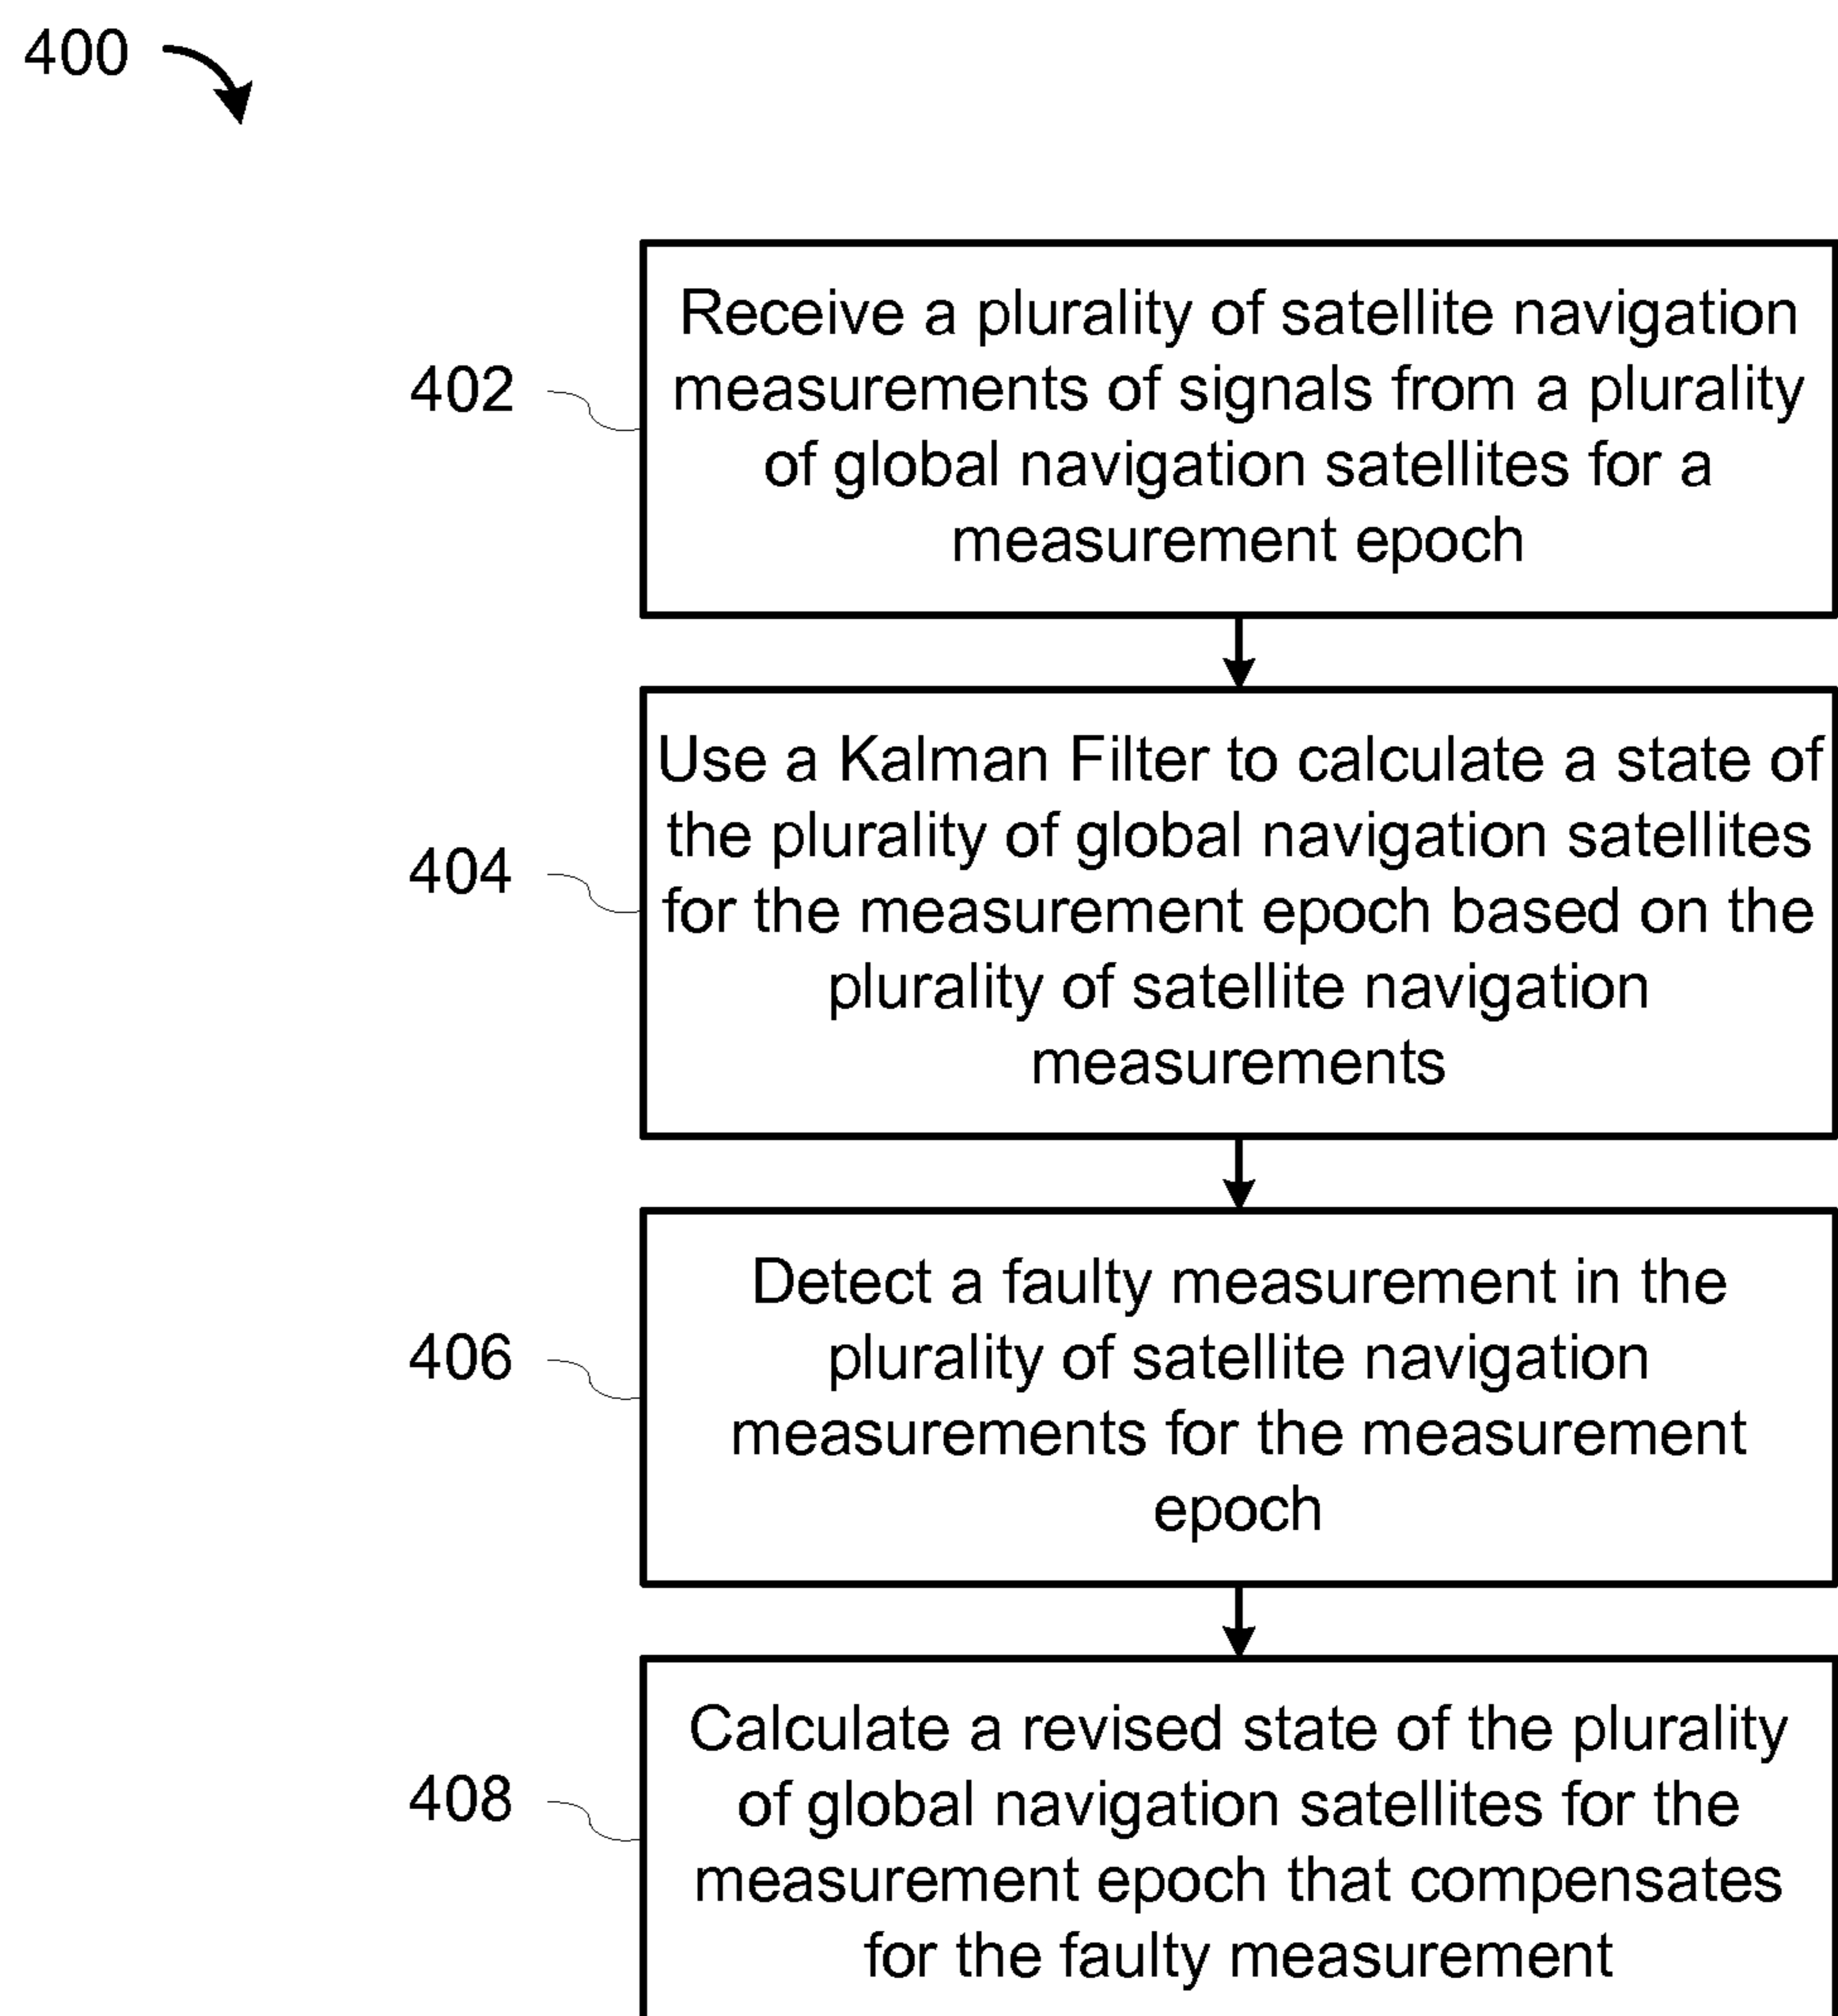 400
402
Receive a plurality of satellite navigation
measurements of signals from a plurality
of global navigation satellites for a
measurement epoch
404
Use a Kalman Filter to calculate a state of
the plurality of global navigation satellites
for the measurement epoch based on the
plurality of satellite navigation
measurements
406
Detect a faulty measurement in the
plurality of satellite navigation
measurements for the measurement
epoch
408
Calculate a revised state of the plurality
of global navigation satellites for the
measurement epoch that compensates
for the faulty measurement